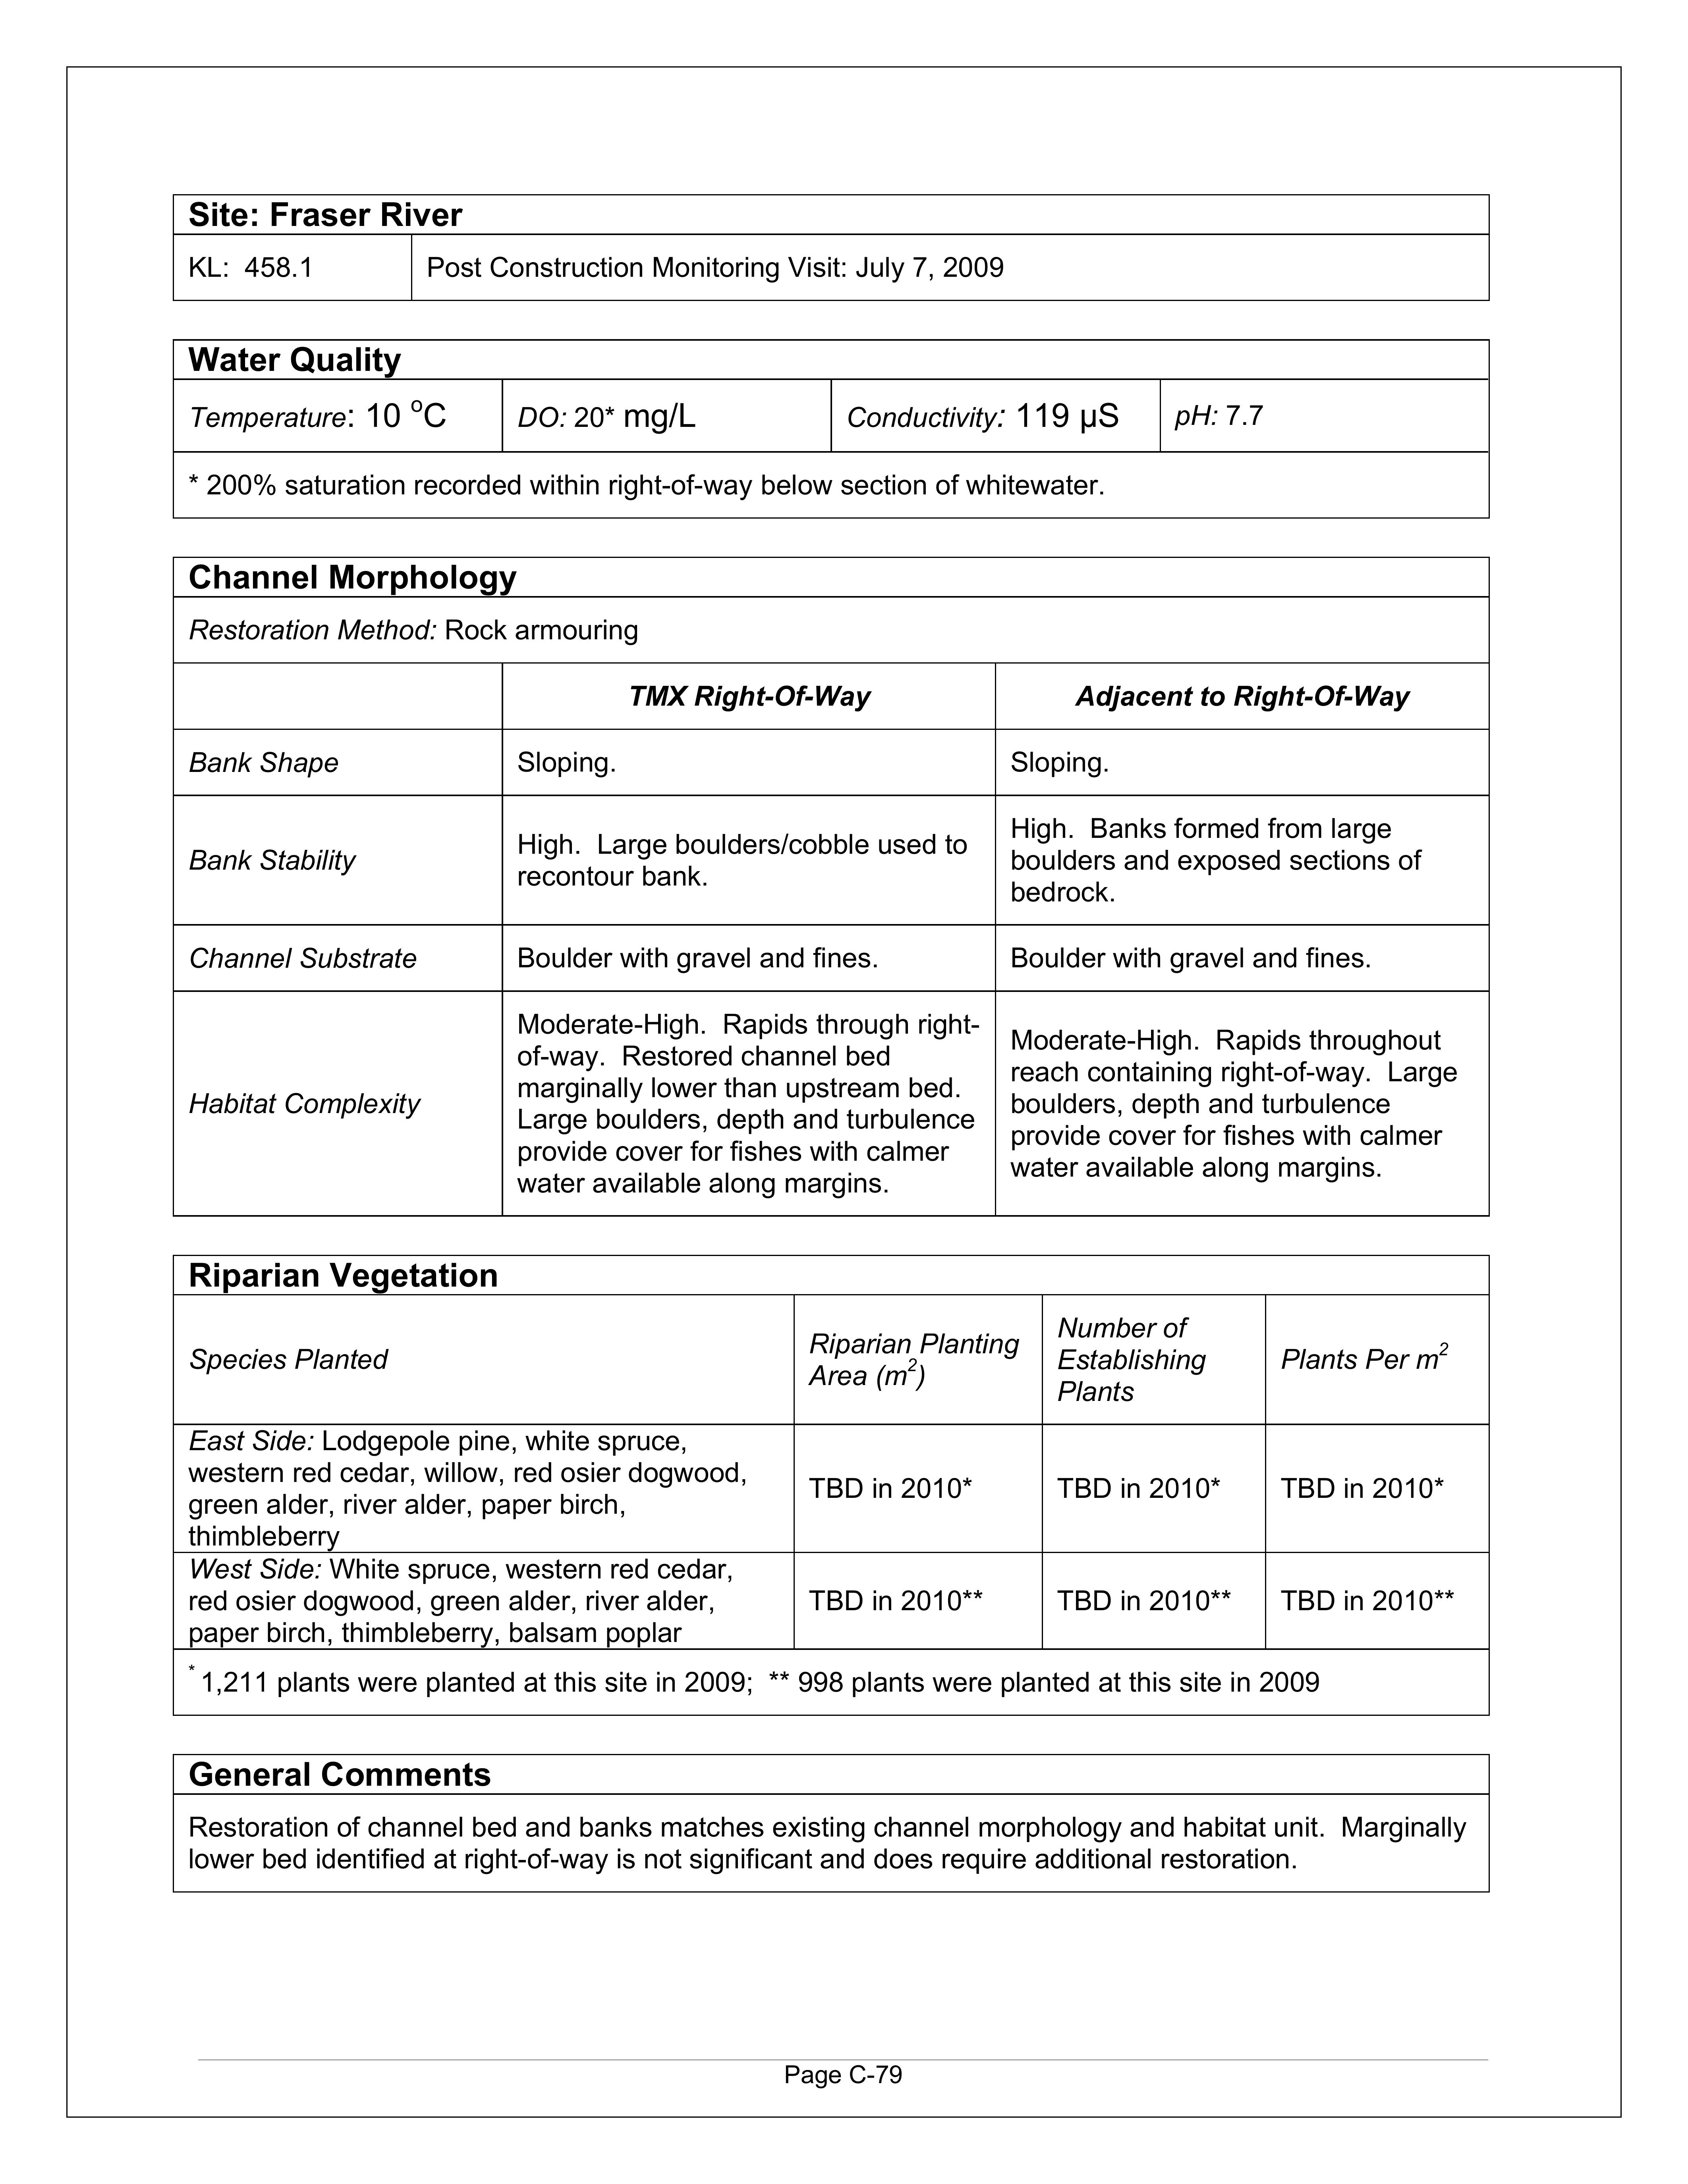 Site: Fraser River
KL: 458.1
Post Construction Monitoring Visit: July 7, 2009
Water Quality
Temperature: 10 °C
DO: 20* mg/L
Conductivity: 119 µS
pH: 7.7
* 200% saturation recorded within right-of-way below section of whitewater.
Channel Morphology
Restoration Method: Rock armouring
TMX Right-Of-Way
Adjacent to Right-Of-Way
Bank Shape
Sloping.
Sloping.
Bank Stability
High. Large boulders/cobble used to
recontour bank.
High. Banks formed from large
boulders and exposed sections of
bedrock.
Channel Substrate
Boulder with gravel and fines.
Boulder with gravel and fines.
Habitat Complexity
Moderate-High. Rapids through right-
of-way. Restored channel bed
marginally lower than upstream bed.
Large boulders, depth and turbulence
provide cover for fishes with calmer
water available along margins.
Moderate-High. Rapids throughout
reach containing right-of-way. Large
boulders, depth and turbulence
provide cover for fishes with calmer
water available along margins.
Riparian Vegetation
Species Planted
Riparian Planting
Area (m²)
Number of
Establishing
Plants
Plants Per m²
East Side: Lodgepole pine, white spruce,
western red cedar, willow, red osier dogwood,
green alder, river alder, paper birch,
thimbleberry
TBD in 2010*
TBD in 2010*
TBD in 2010*
West Side: White spruce, western red cedar,
red osier dogwood, green alder, river alder,
paper birch, thimbleberry, balsam poplar
TBD in 2010**
TBD in 2010**
TBD in 2010**
* 1,211 plants were planted at this site in 2009; ** 998 plants were planted at this site in 2009
General Comments
Restoration of channel bed and banks matches existing channel morphology and habitat unit. Marginally
lower bed identified at right-of-way is not significant and does require additional restoration.
Page C-79